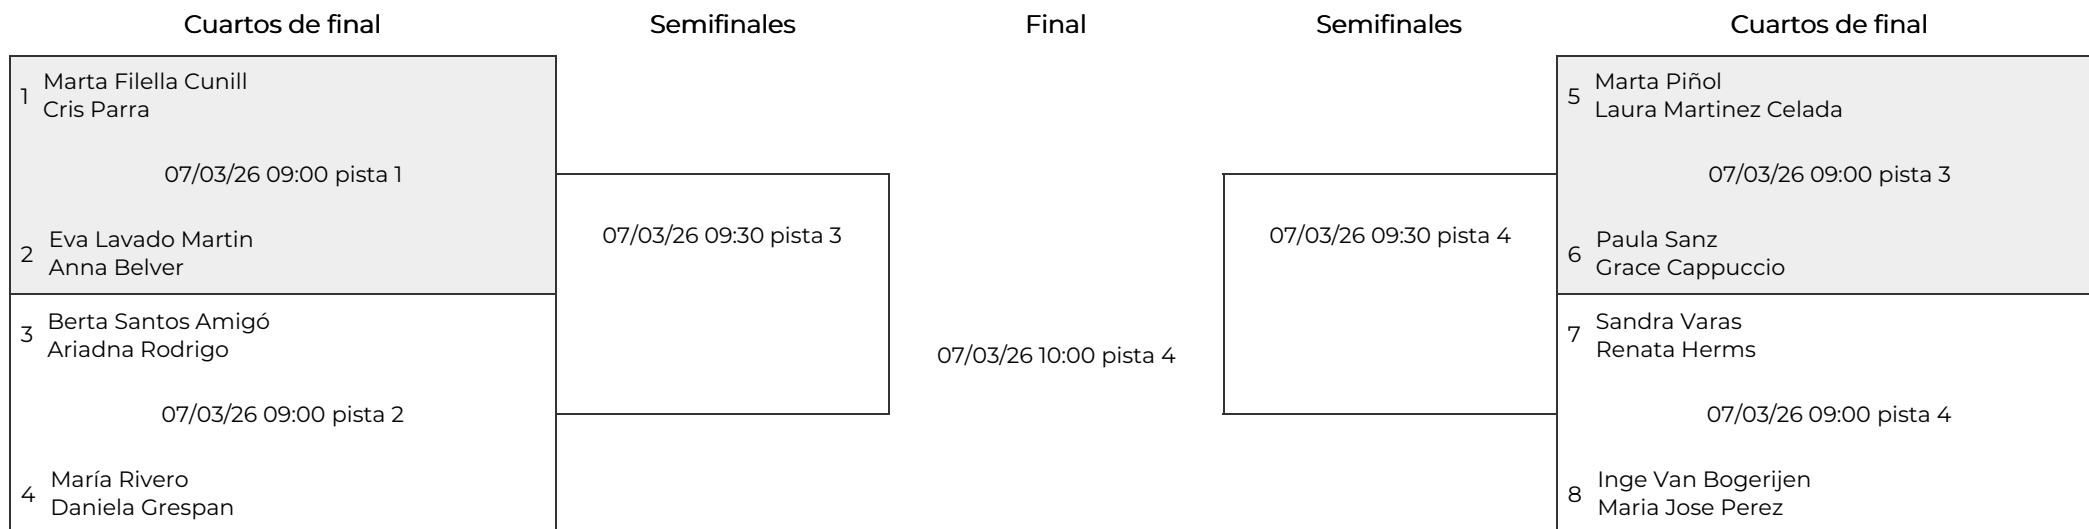 Cuartos de final
Semifinales
Final
Semifinales
Cuartos de final
1
Marta Filella Cunill
Cris Parra
07/03/26 09:00 pista 1
2
Eva Lavado Martin
Anna Belver
3
Berta Santos Amigó
Ariadna Rodrigo
07/03/26 09:00 pista 2
4
María Rivero
Daniela Grespan
07/03/26 09:30 pista 3
07/03/26 10:00 pista 4
07/03/26 09:30 pista 4
5
Marta Piñol
Laura Martinez Celada
07/03/26 09:00 pista 3
6
Paula Sanz
Grace Cappuccio
7
Sandra Varas
Renata Herms
07/03/26 09:00 pista 4
8
Inge Van Bogerijen
Maria Jose Perez